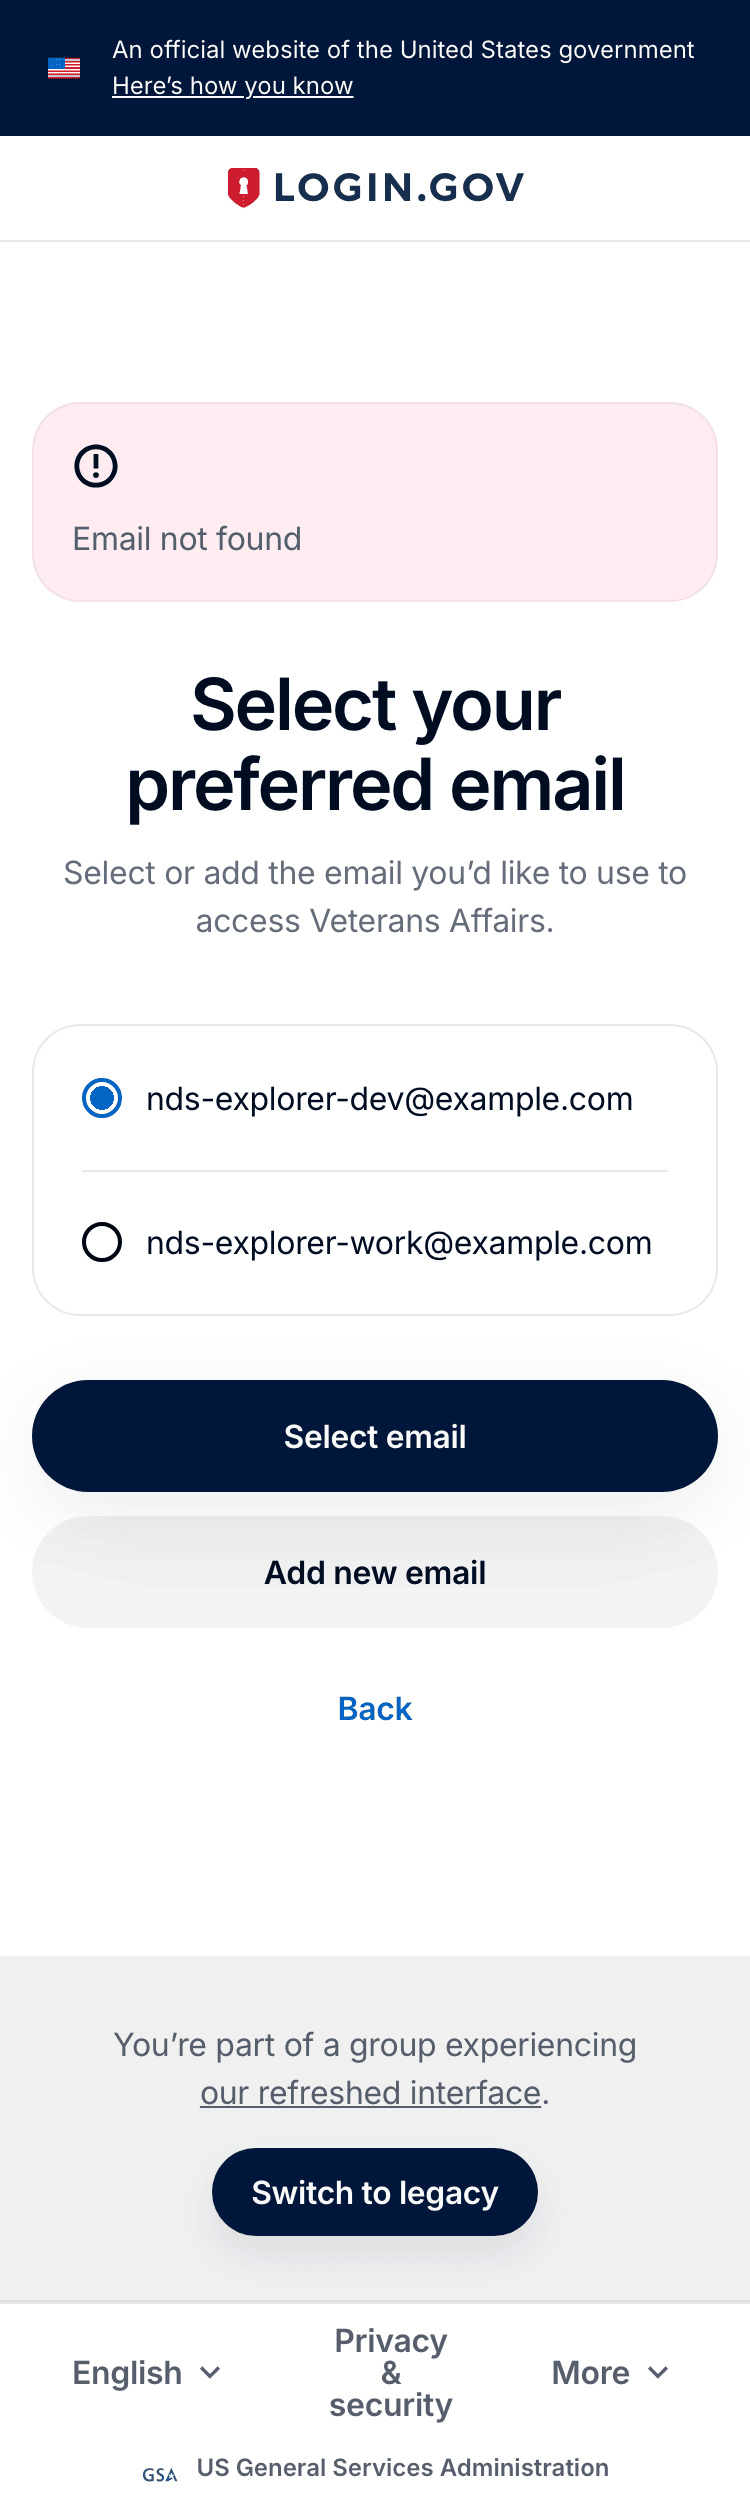 An official website of the United States government
Here’s how you know
LOGIN.GOV
Email not found
Select your
preferred email
Select or add the email you’d like to use to
access Veterans Affairs.
nds-explorer-dev@example.com
nds-explorer-work@example.com
Select email
Add new email
Back
You’re part of a group experiencing
our refreshed interface.
Switch to legacy
English
Privacy
&
security
More
GSA US General Services Administration